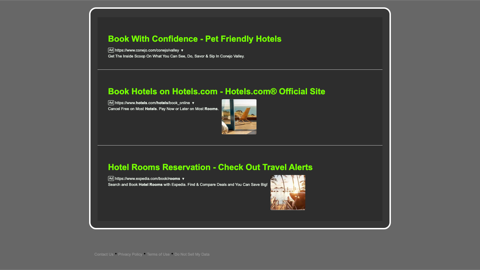 Book With Confidence - Pet Friendly Hotels
Ad https://www.conejo.com/conejo/valley ▼
Get The Inside Scoop On What You Can See, Do, Savor & Sip In Conejo Valley.
Book Hotels on Hotels.com - Hotels.com® Official Site
Ad https://www.hotels.com/hotels/book_online ▼
Cancel Free on Most Hotels. Pay Now or Later on Most Rooms.
Hotel Rooms Reservation - Check Out Travel Alerts
Ad https://www.expedia.com/book/rooms ▼
Search and Book Hotel Rooms with Expedia. Find & Compare Deals and You Can Save Big!
Contact Us Privacy Policy Terms of Use Do Not Sell My Data